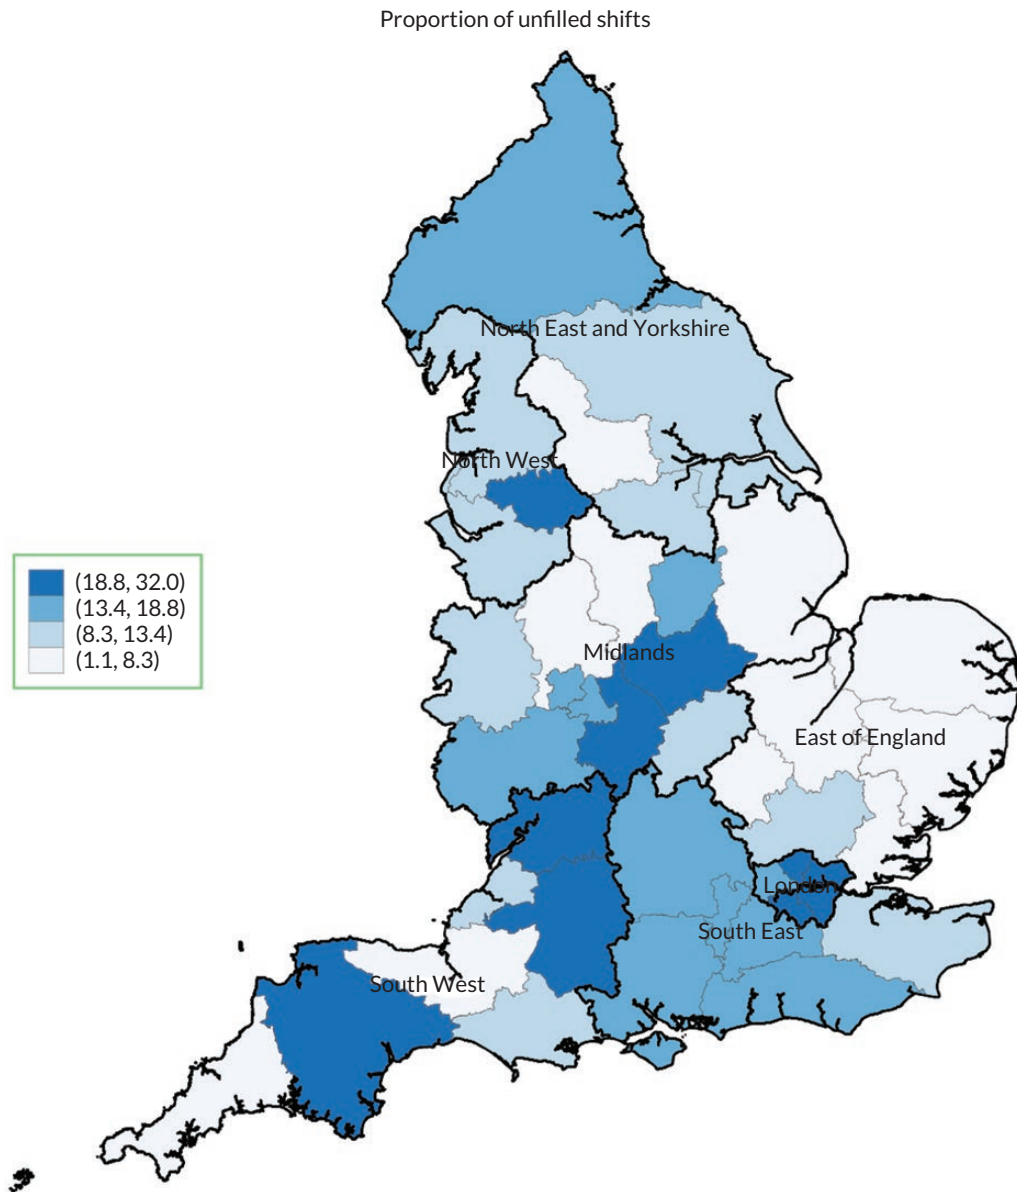 Proportion of unfilled shifts
North East and Yorkshire
North West
(18.8, 32.0)
(13.4, 18.8)
(8.3, 13.4)
(1.1, 8.3)
Midlands
East of England
London
South East
South West